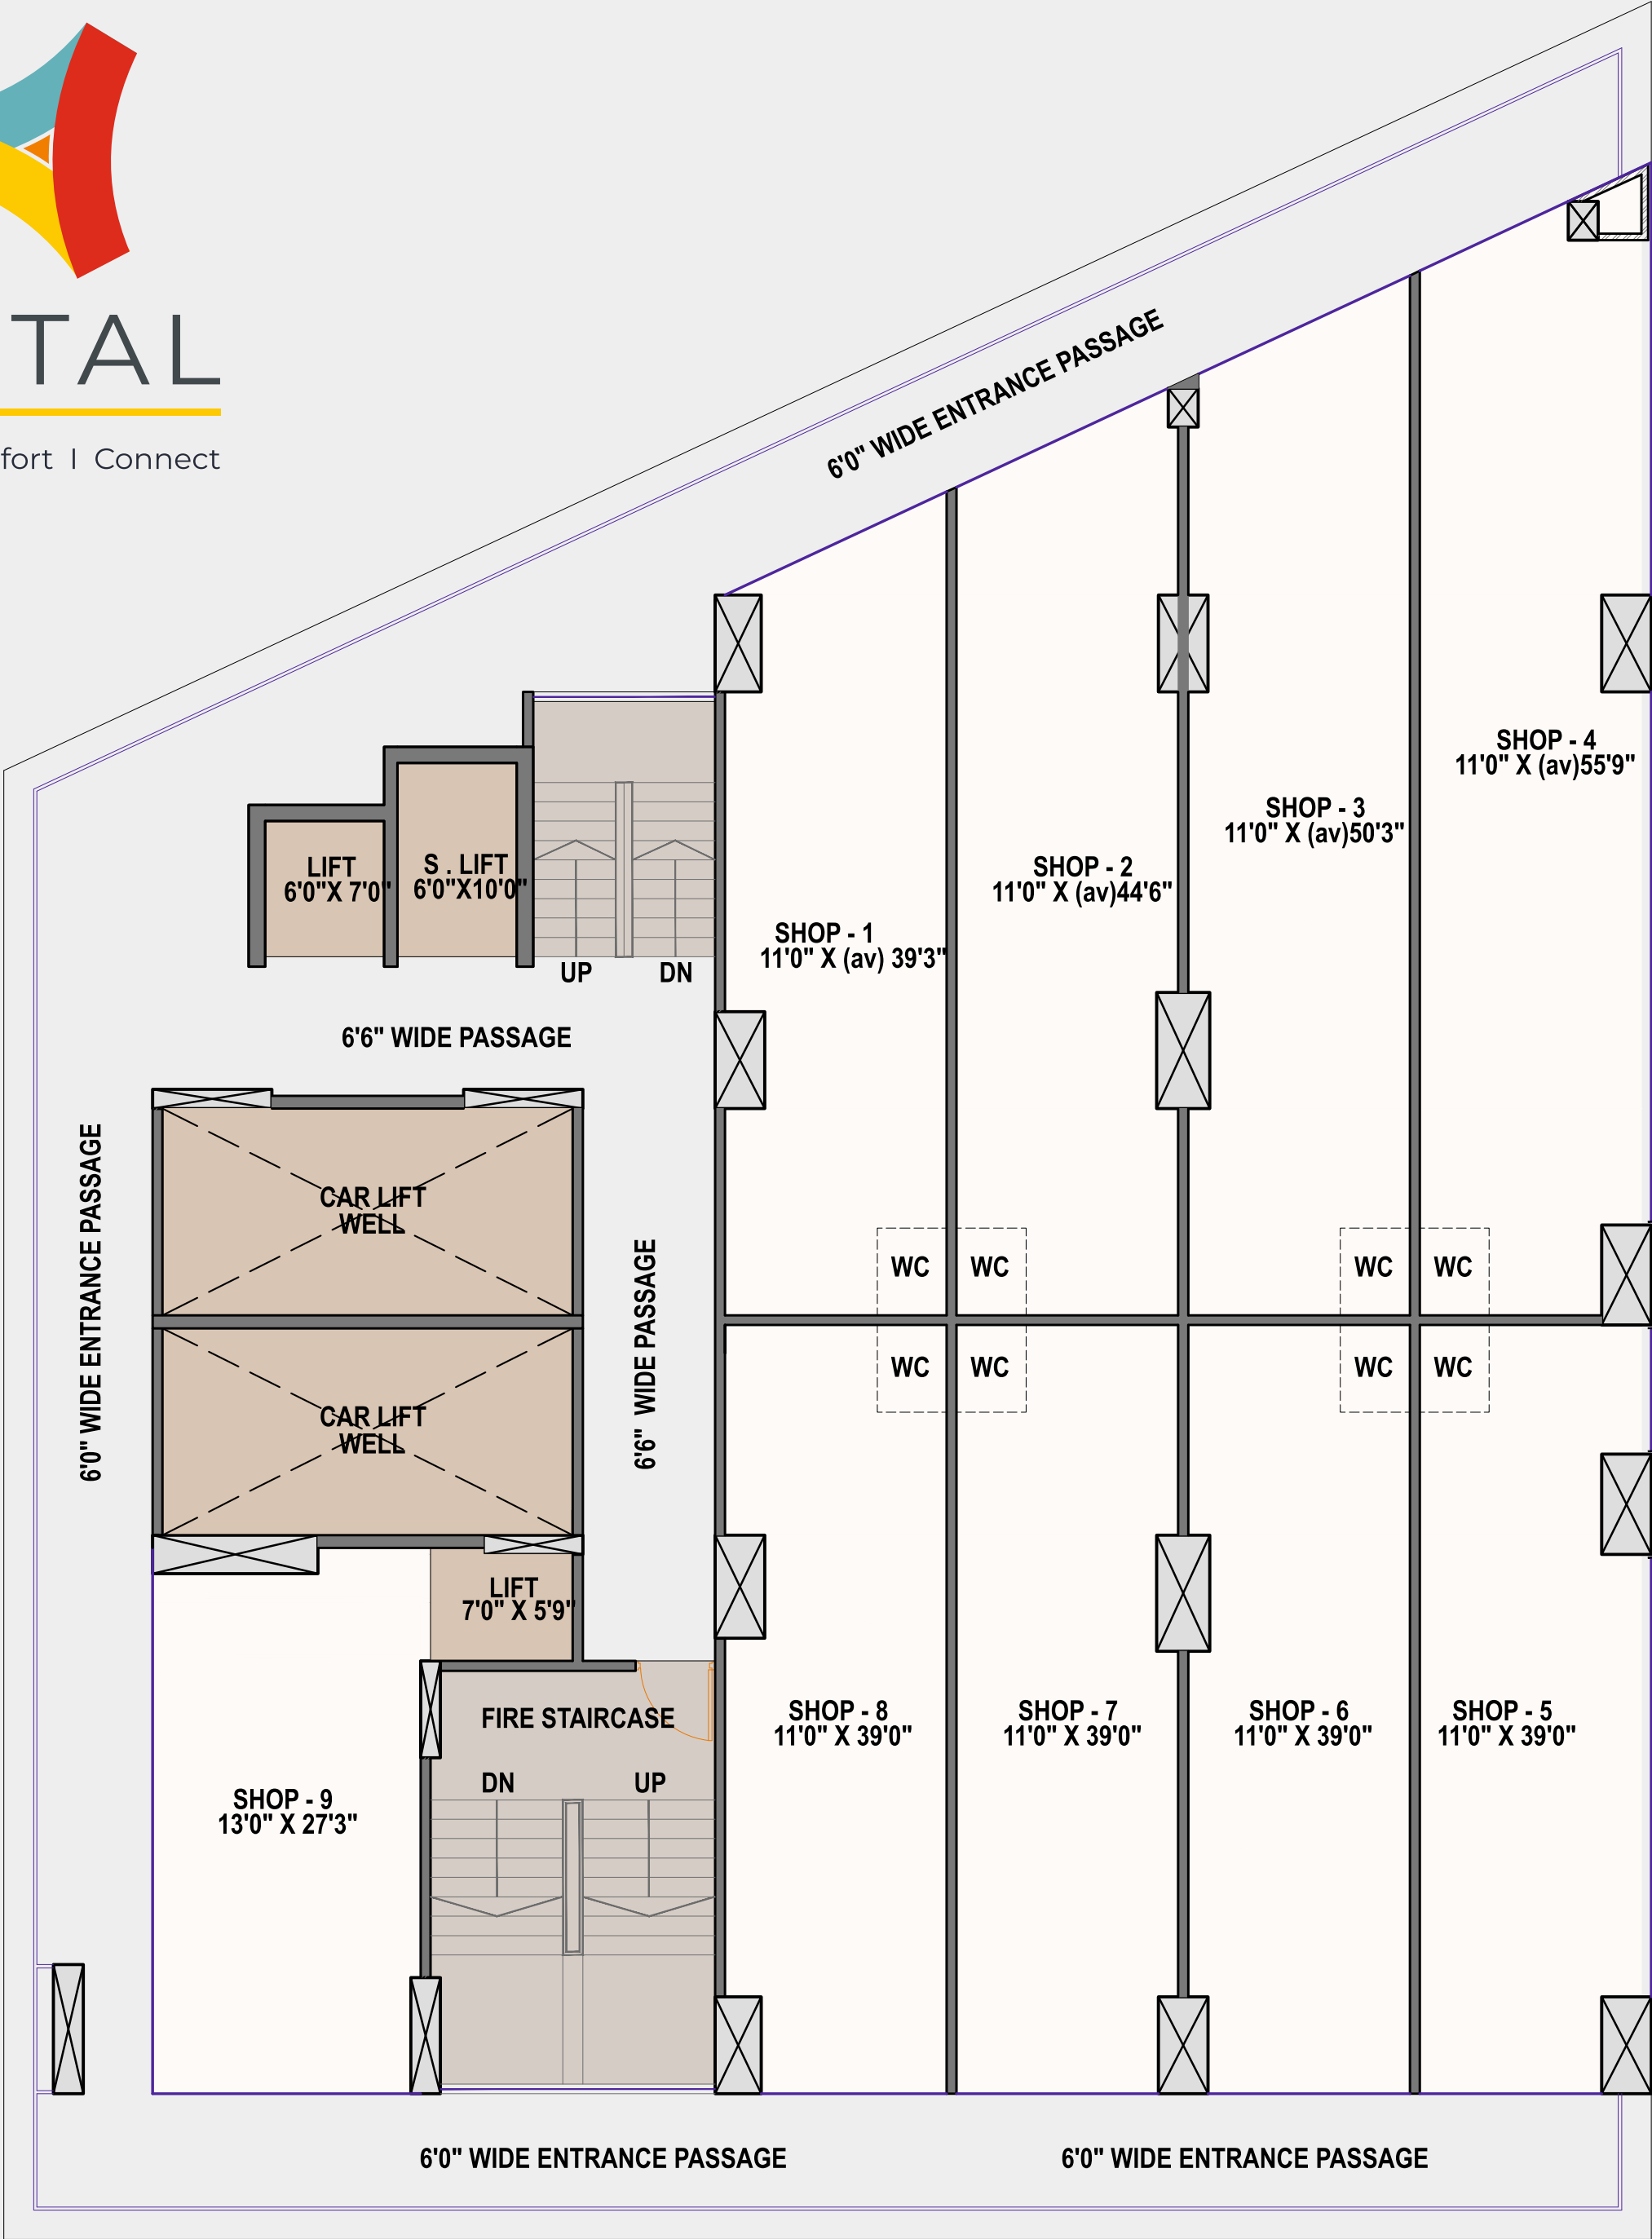 TAL
fort I Connect
6'0" WIDE ENTRANCE PASSAGE
SHOP - 4
11'0" X (av)55'9"
SHOP - 3
11'0" X (av)50'3"
SHOP - 2
11'0" X (av)44'6"
SHOP - 1
11'0" X (av) 39'3"
LIFT
6'0"X 7'0"
S . LIFT
6'0"X10'0"
UP
DN
6'6" WIDE PASSAGE
6'0" WIDE ENTRANCE PASSAGE
CAR LIFT
WELL
6'6" WIDE PASSAGE
WC
WC
WC
WC
WC
WC
WC
WC
CAR LIFT
WELL
LIFT
7'0" X 5'9"
FIRE STAIRCASE
DN
UP
SHOP - 9
13'0" X 27'3"
SHOP - 8
11'0" X 39'0"
SHOP - 7
11'0" X 39'0"
SHOP - 6
11'0" X 39'0"
SHOP - 5
11'0" X 39'0"
6'0" WIDE ENTRANCE PASSAGE
6'0" WIDE ENTRANCE PASSAGE